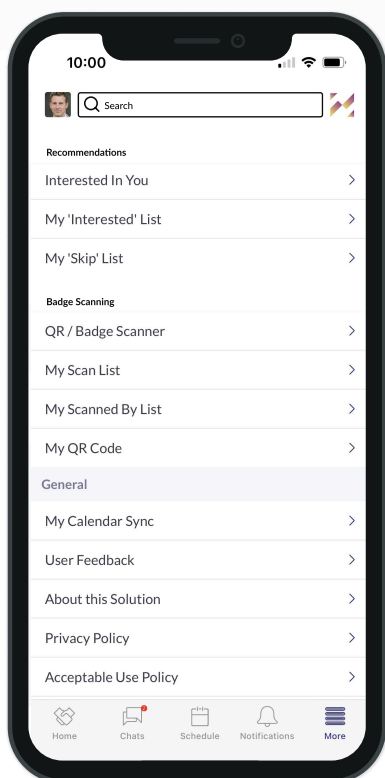 10:00
Search
Recommendations
Interested In You
My 'Interested' List
My 'Skip' List
Badge Scanning
QR / Badge Scanner
My Scan List
My Scanned By List
My QR Code
General
My Calendar Sync
User Feedback
About this Solution
Privacy Policy
Acceptable Use Policy
2
Home Chats Schedule Notifications More